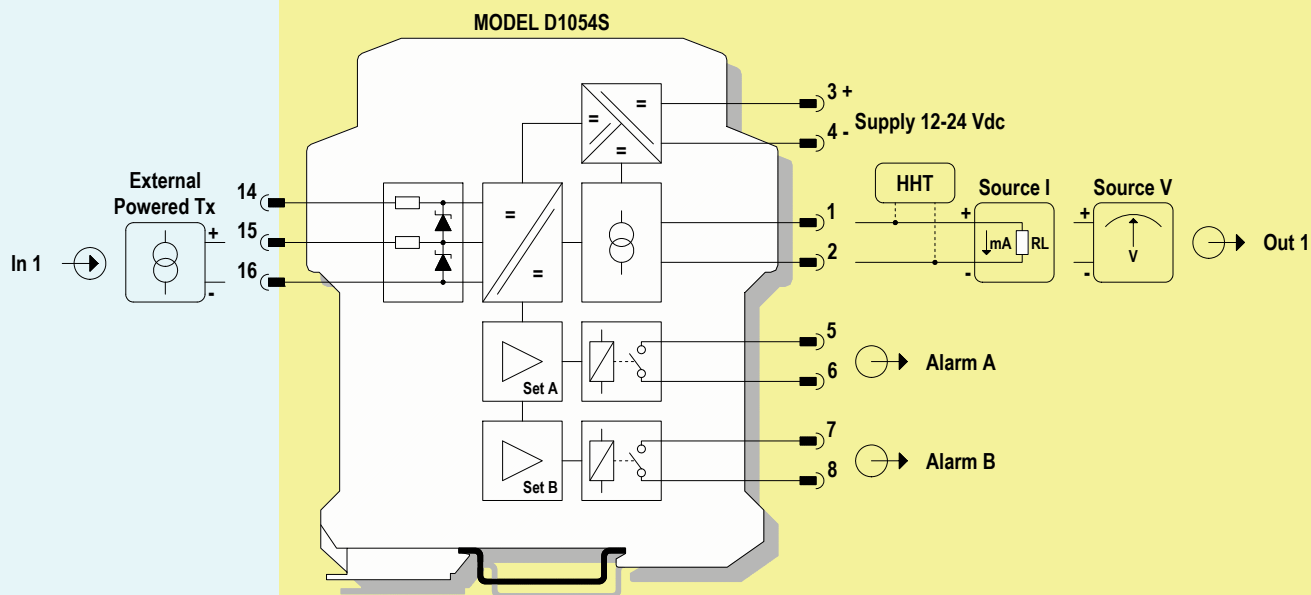 MODEL D1054S
3 +
4 -
Supply 12-24 Vdc
=
=
=
External
Powered Tx
+
-
In 1
14
15
16
=
=
1
2
HHT
Source I
+
-
mA
RL
Source V
+
-
V
Out 1
Set A
5
6
Alarm A
Set B
7
8
Alarm B